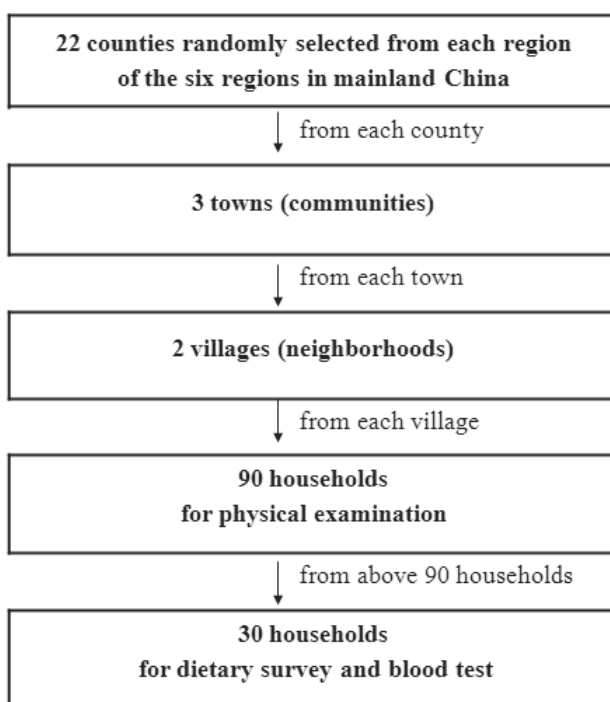 22 counties randomly selected from each region
of the six regions in mainland China
from each county
3 towns (communities)
from each town
2 villages (neighborhoods)
from each village
90 households
for physical examination
from above 90 households
30 households
for dietary survey and blood test